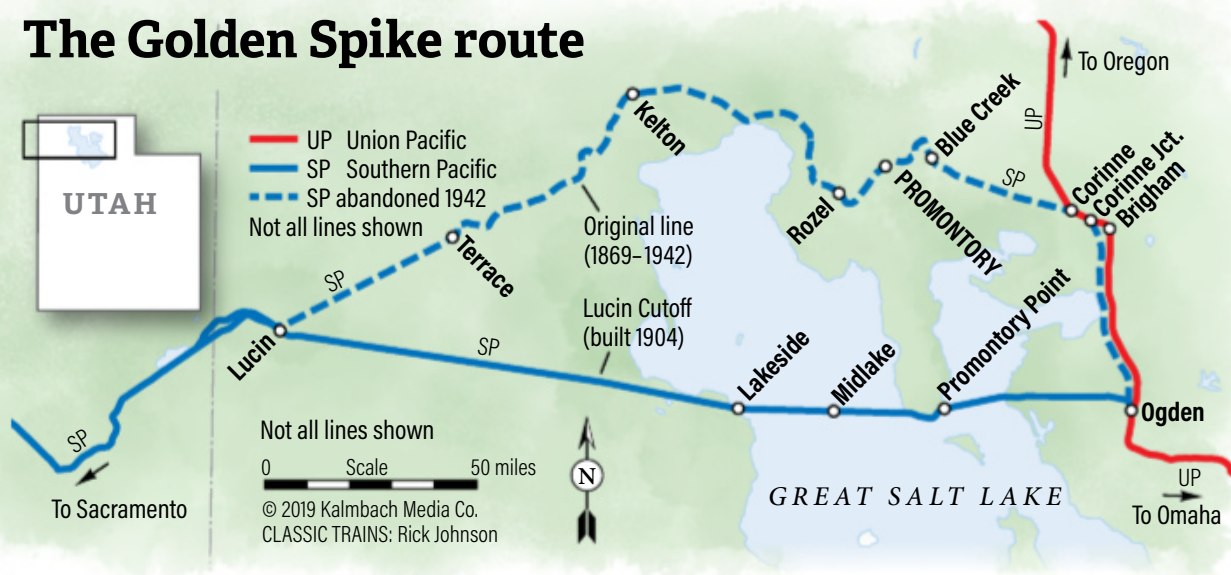 The Golden Spike route
To Oregon
UP
UTAH
UP Union Pacific
SP Southern Pacific
SP abandoned 1942
Not all lines shown
Kelton
Blue Creek
SP
Corinne
Corinne Jct.
Brigham
PROMONTORY
Rozel
Original line
(1869–1942)
Terrace
SP
Lucin Cutoff
(built 1904)
Lucin
SP
Lakeside
Midlake
Promontory Point
Ogden
Not all lines shown
SP
0 Scale 50 miles
N
© 2019 Kalmbach Media Co.
CLASSIC TRAINS: Rick Johnson
To Sacramento
GREAT SALT LAKE
UP
To Omaha